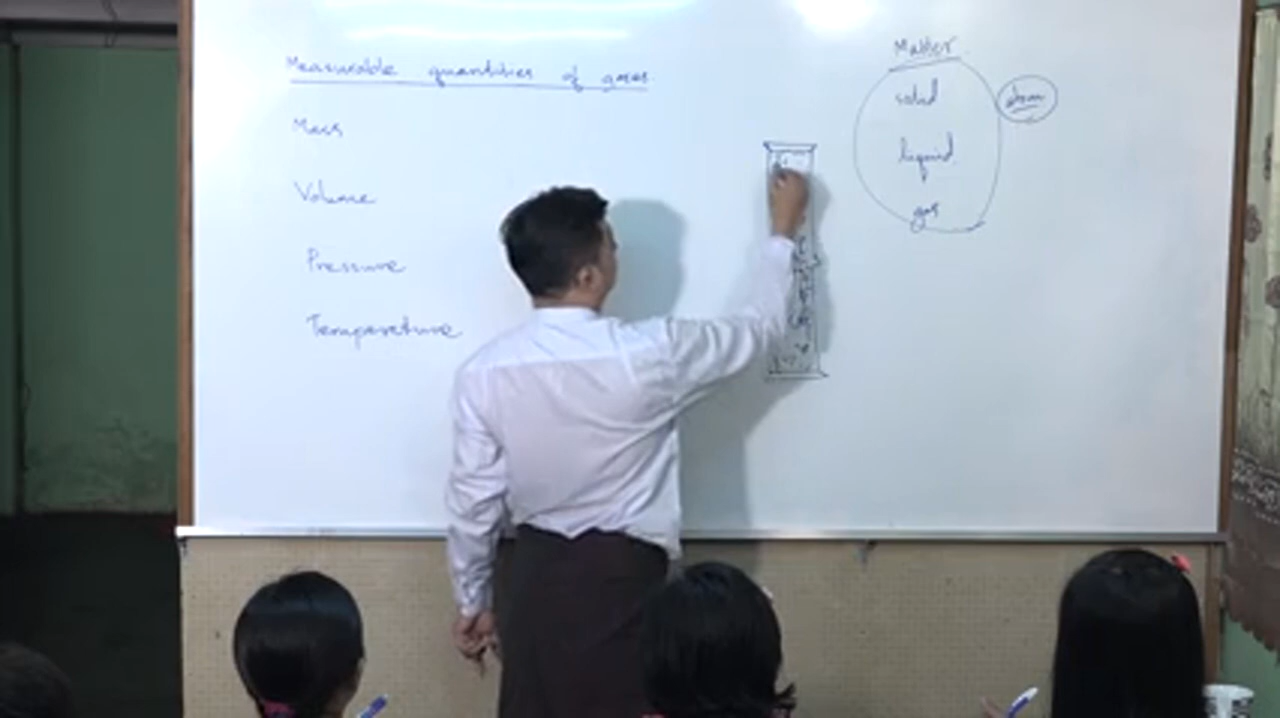 Measurable quantities of gases
Mass
Volume
Pressure
Temperature
Matter
solid
atom
liquid
gas